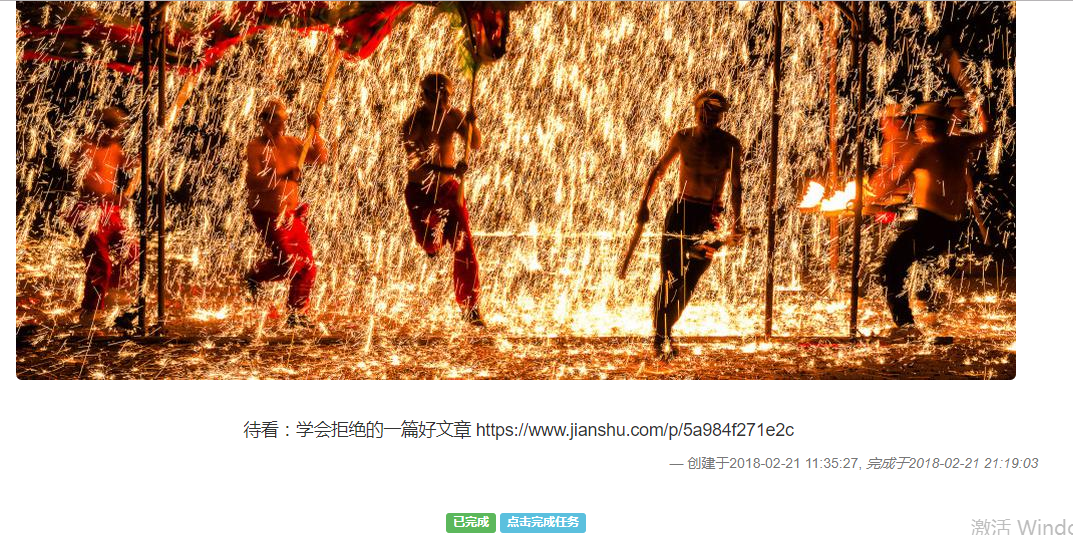 待看：学会拒绝的一篇好文章 https://www.jianshu.com/p/5a984f271e2c
— 创建于2018-02-21 11:35:27, 完成于2018-02-21 21:19:03
已完成 点击完成任务
激活 Windo